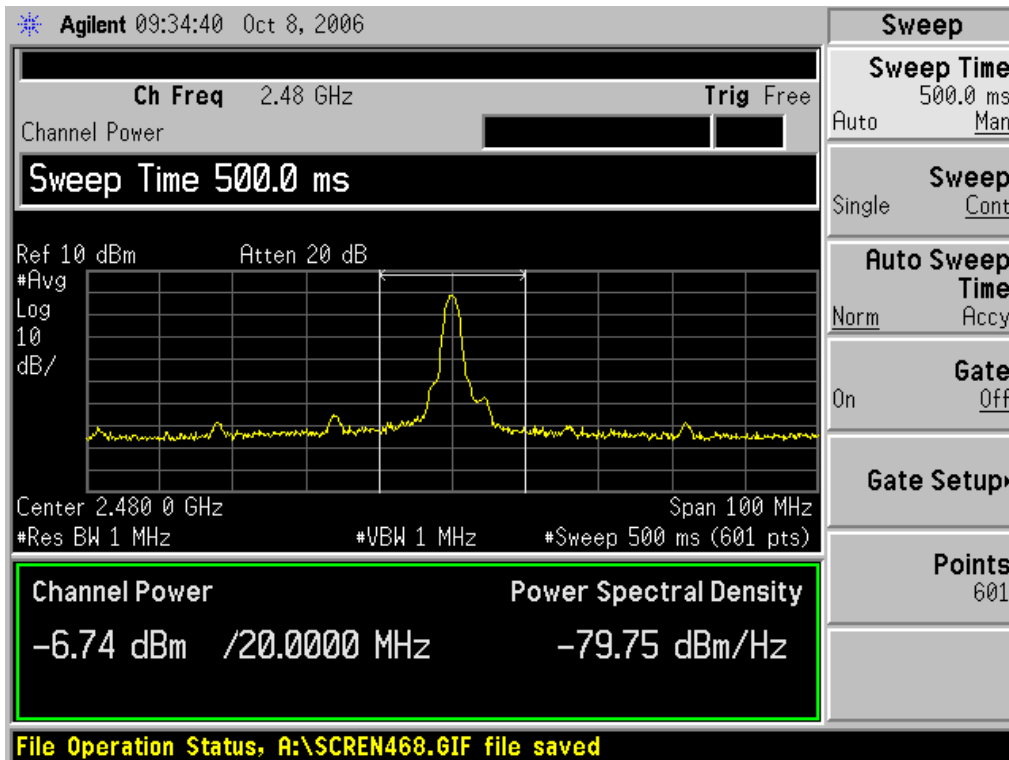 Agilent 09:34:40 Oct 8, 2006
Sweep
Ch Freq 2.48 GHz
Trig Free
Channel Power
Sweep Time 500.0 ms
Ref 10 dBm
Atten 20 dB
#Avg
Log
10
dB/
Center 2.480 0 GHz
Span 100 MHz
#Res BW 1 MHz
#VBW 1 MHz
#Sweep 500 ms (601 pts)
Channel Power
Power Spectral Density
-6.74 dBm /20.0000 MHz
-79.75 dBm/Hz
File Operation Status, A:\SCREN468.GIF file saved
Sweep Time
500.0 ms
Auto Man
Sweep
Single Cont
Auto Sweep
Time
Norm Accy
Gate
On Off
Gate Setup
Points
601